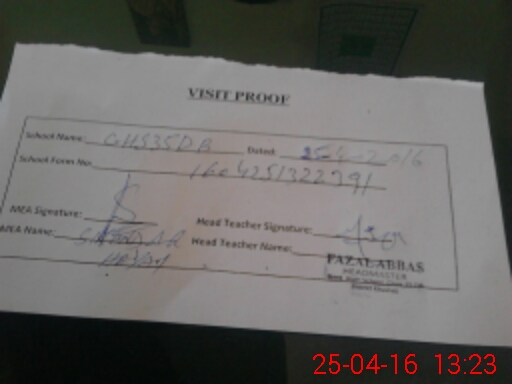 VISIT PROOF
School Name: GHS35DB Dated: 25-4-2016
School Form No: 1604251322791
MEA Signature: Head Teacher Signature:
MEA Name: Head Teacher Name:
FAZAL ABBAS
HEADMASTER
25-04-16 13:23